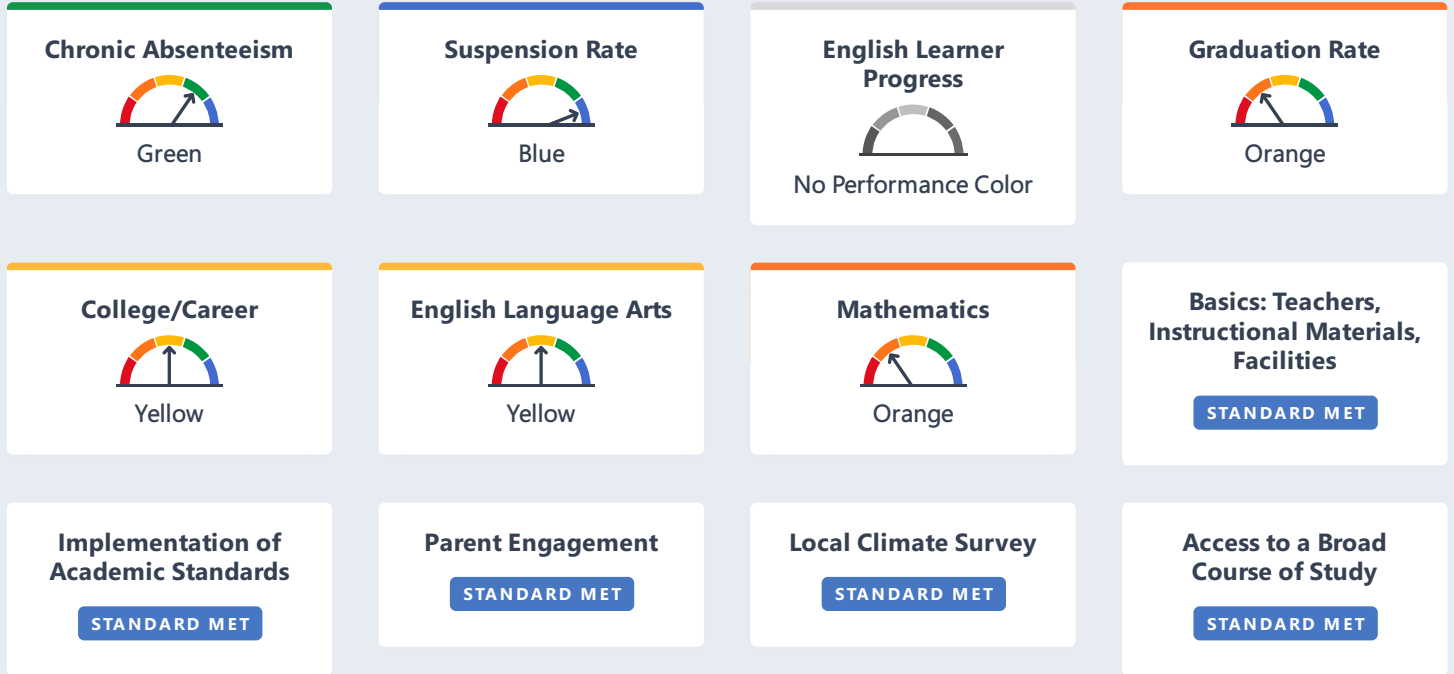 Chronic Absenteeism
Green
Suspension Rate
Blue
English Learner
Progress
No Performance Color
Graduation Rate
Orange
College/Career
Yellow
English Language Arts
Yellow
Mathematics
Orange
Basics: Teachers,
Instructional Materials,
Facilities
STANDARD MET
Implementation of
Academic Standards
STANDARD MET
Parent Engagement
STANDARD MET
Local Climate Survey
STANDARD MET
Access to a Broad
Course of Study
STANDARD MET